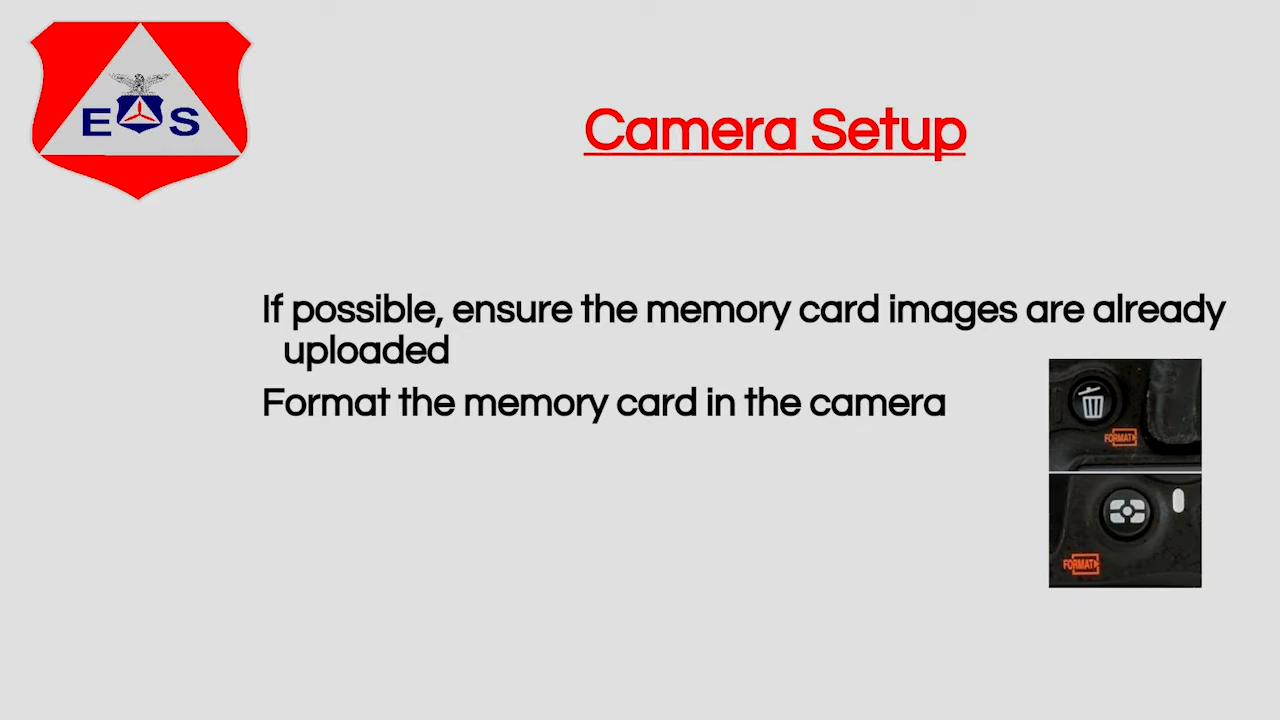 E S
Camera Setup
If possible, ensure the memory card images are already
uploaded
Format the memory card in the camera
FORMAT
FORMAT